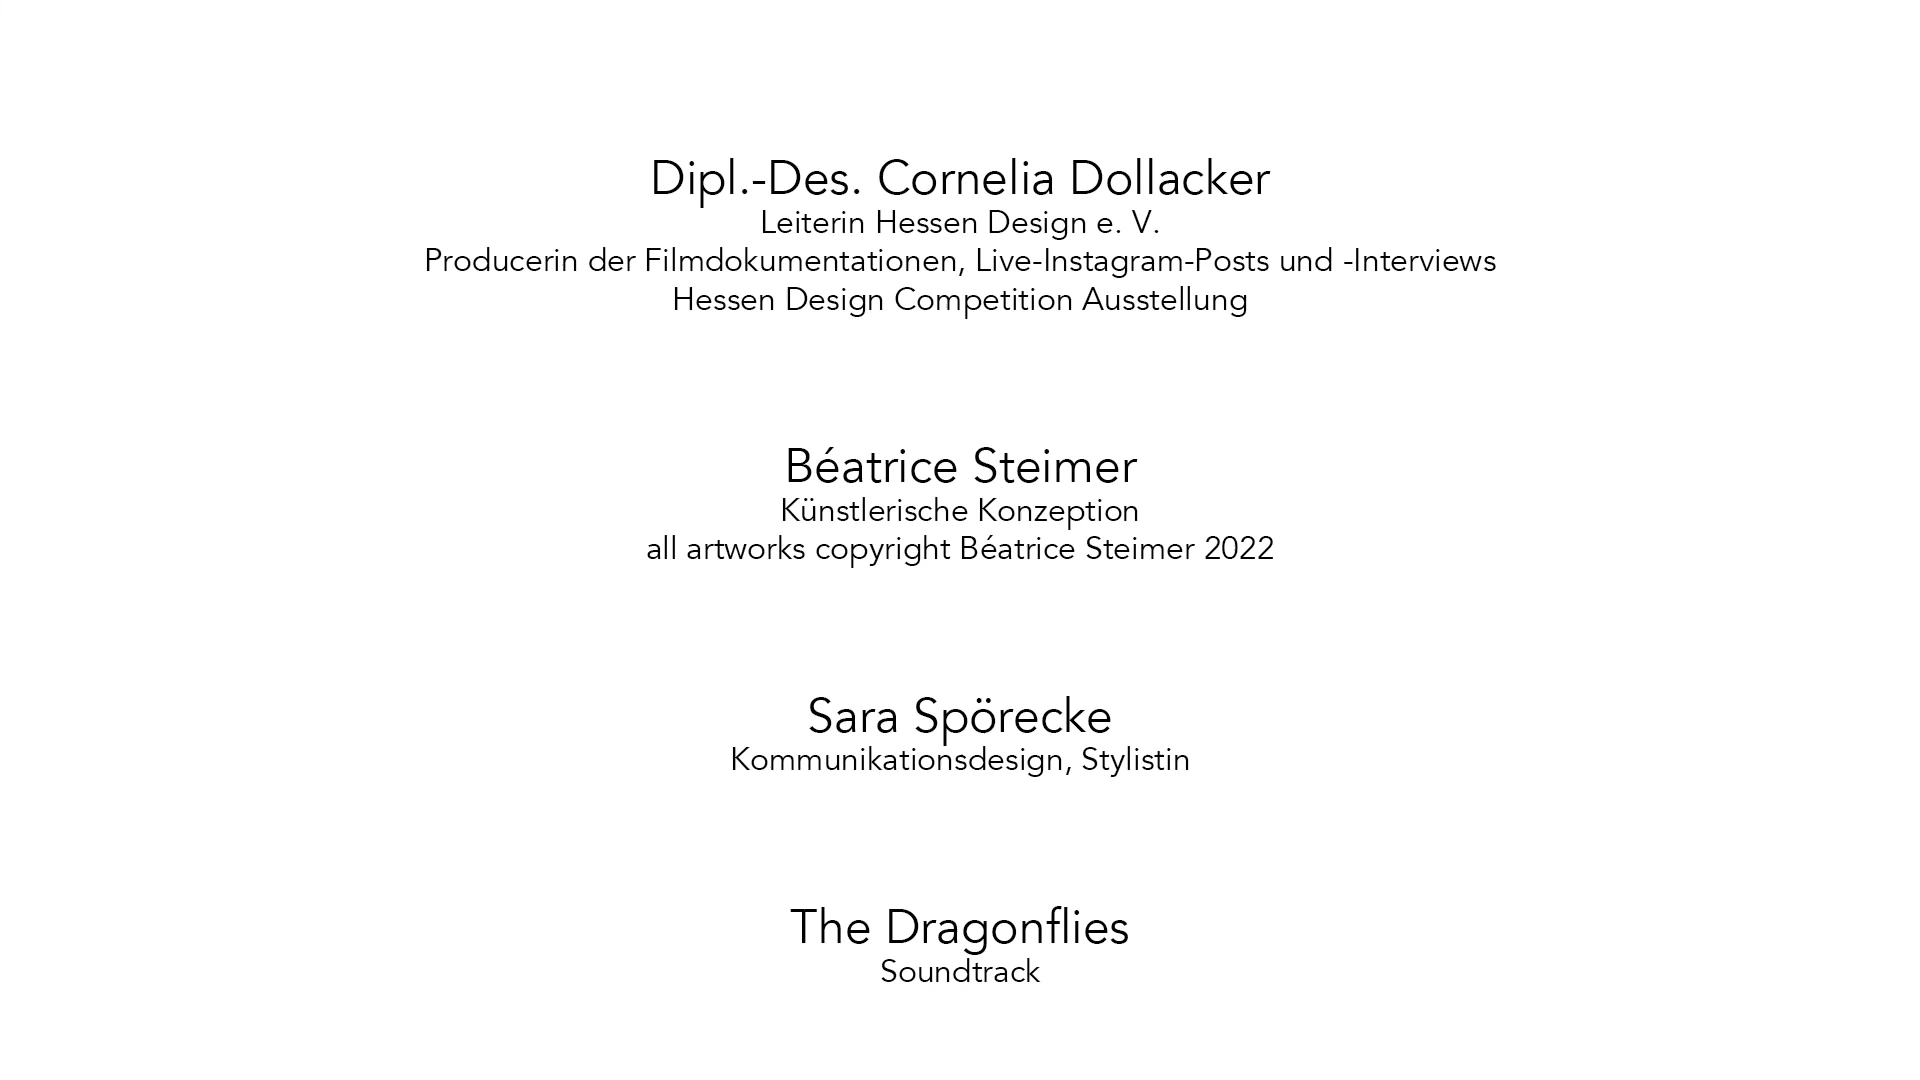 Dipl.-Des. Cornelia Dollacker
Leiterin Hessen Design e. V.
Producerin der Filmdokumentationen, Live-Instagram-Posts und -Interviews
Hessen Design Competition Ausstellung
Béatrice Steimer
Künstlerische Konzeption
all artworks copyright Béatrice Steimer 2022
Sara Spörecke
Kommunikationsdesign, Stylistin
The Dragonflies
Soundtrack